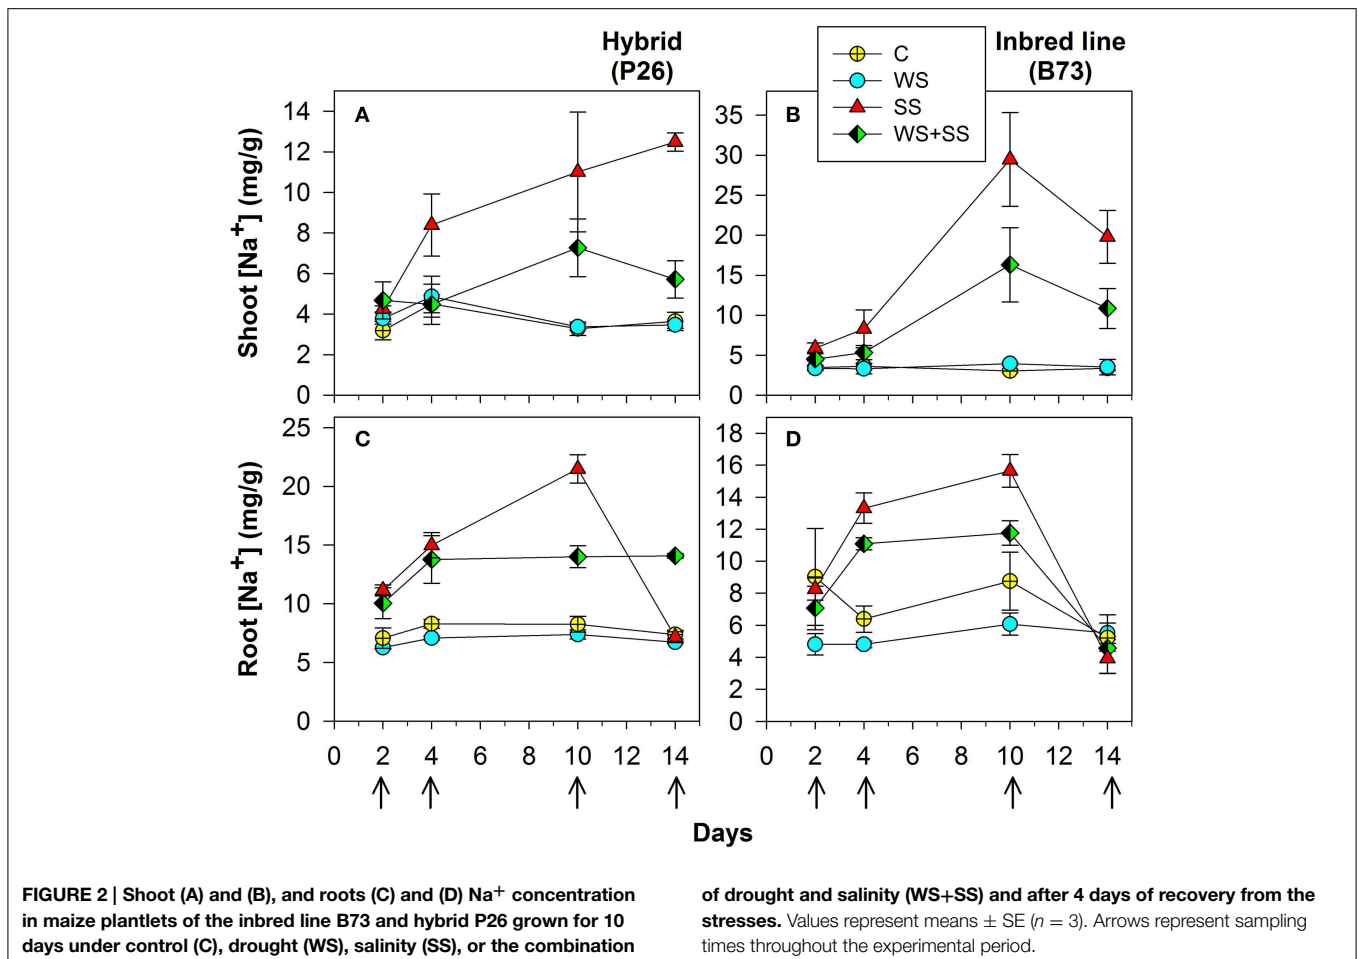 Hybrid
(P26)
Inbred line
(B73)
C
WS
SS
WS+SS
A
14
12
10
8
6
4
2
0
Shoot [Na+] (mg/g)
B
35
30
25
20
15
10
5
0
C
25
20
15
10
5
0
Root [Na+] (mg/g)
D
18
16
14
12
10
8
6
4
2
0
0 2 4 6 8 10 12 14
0 2 4 6 8 10 12 14
Days
FIGURE 2 | Shoot (A) and (B), and roots (C) and (D) Na+ concentration
in maize plantlets of the inbred line B73 and hybrid P26 grown for 10
days under control (C), drought (WS), salinity (SS), or the combination
of drought and salinity (WS+SS) and after 4 days of recovery from the
stresses. Values represent means ± SE (n = 3). Arrows represent sampling
times throughout the experimental period.